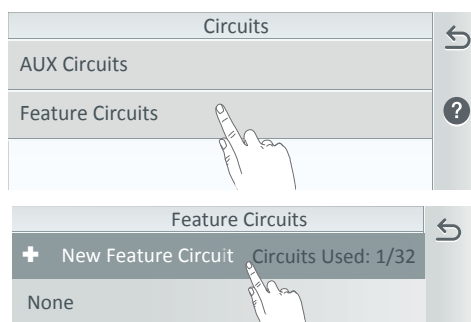 Circuits
AUX Circuits
Feature Circuits
?
Feature Circuits
+ New Feature Circuit Circuits Used: 1/32
None